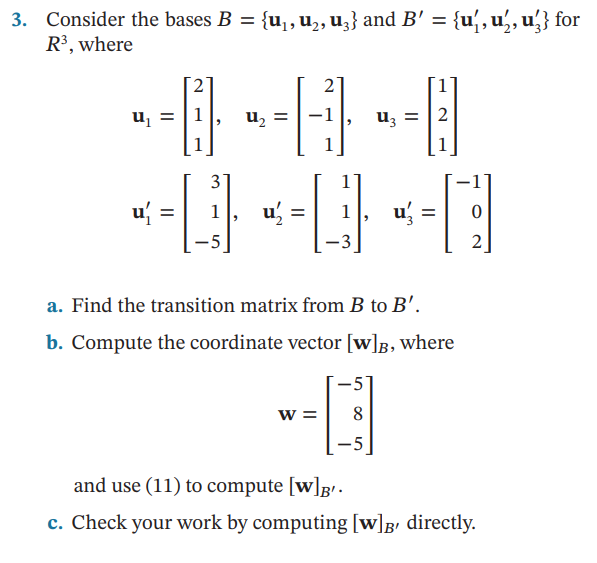 3. Consider the bases B = {u₁, u₂, u₃} and B′ = {u′₁, u′₂, u′₃} for
R³, where
u₁ = [2 1 1], u₂ = [2 −1 1], u₃ = [1 2 1]
u′₁ = [3 1 −5], u′₂ = [1 1 −3], u′₃ = [−1 0 2]
a. Find the transition matrix from B to B′.
b. Compute the coordinate vector [w]_B, where
w = [−5 8 −5]
and use (11) to compute [w]_B′.
c. Check your work by computing [w]_B′ directly.